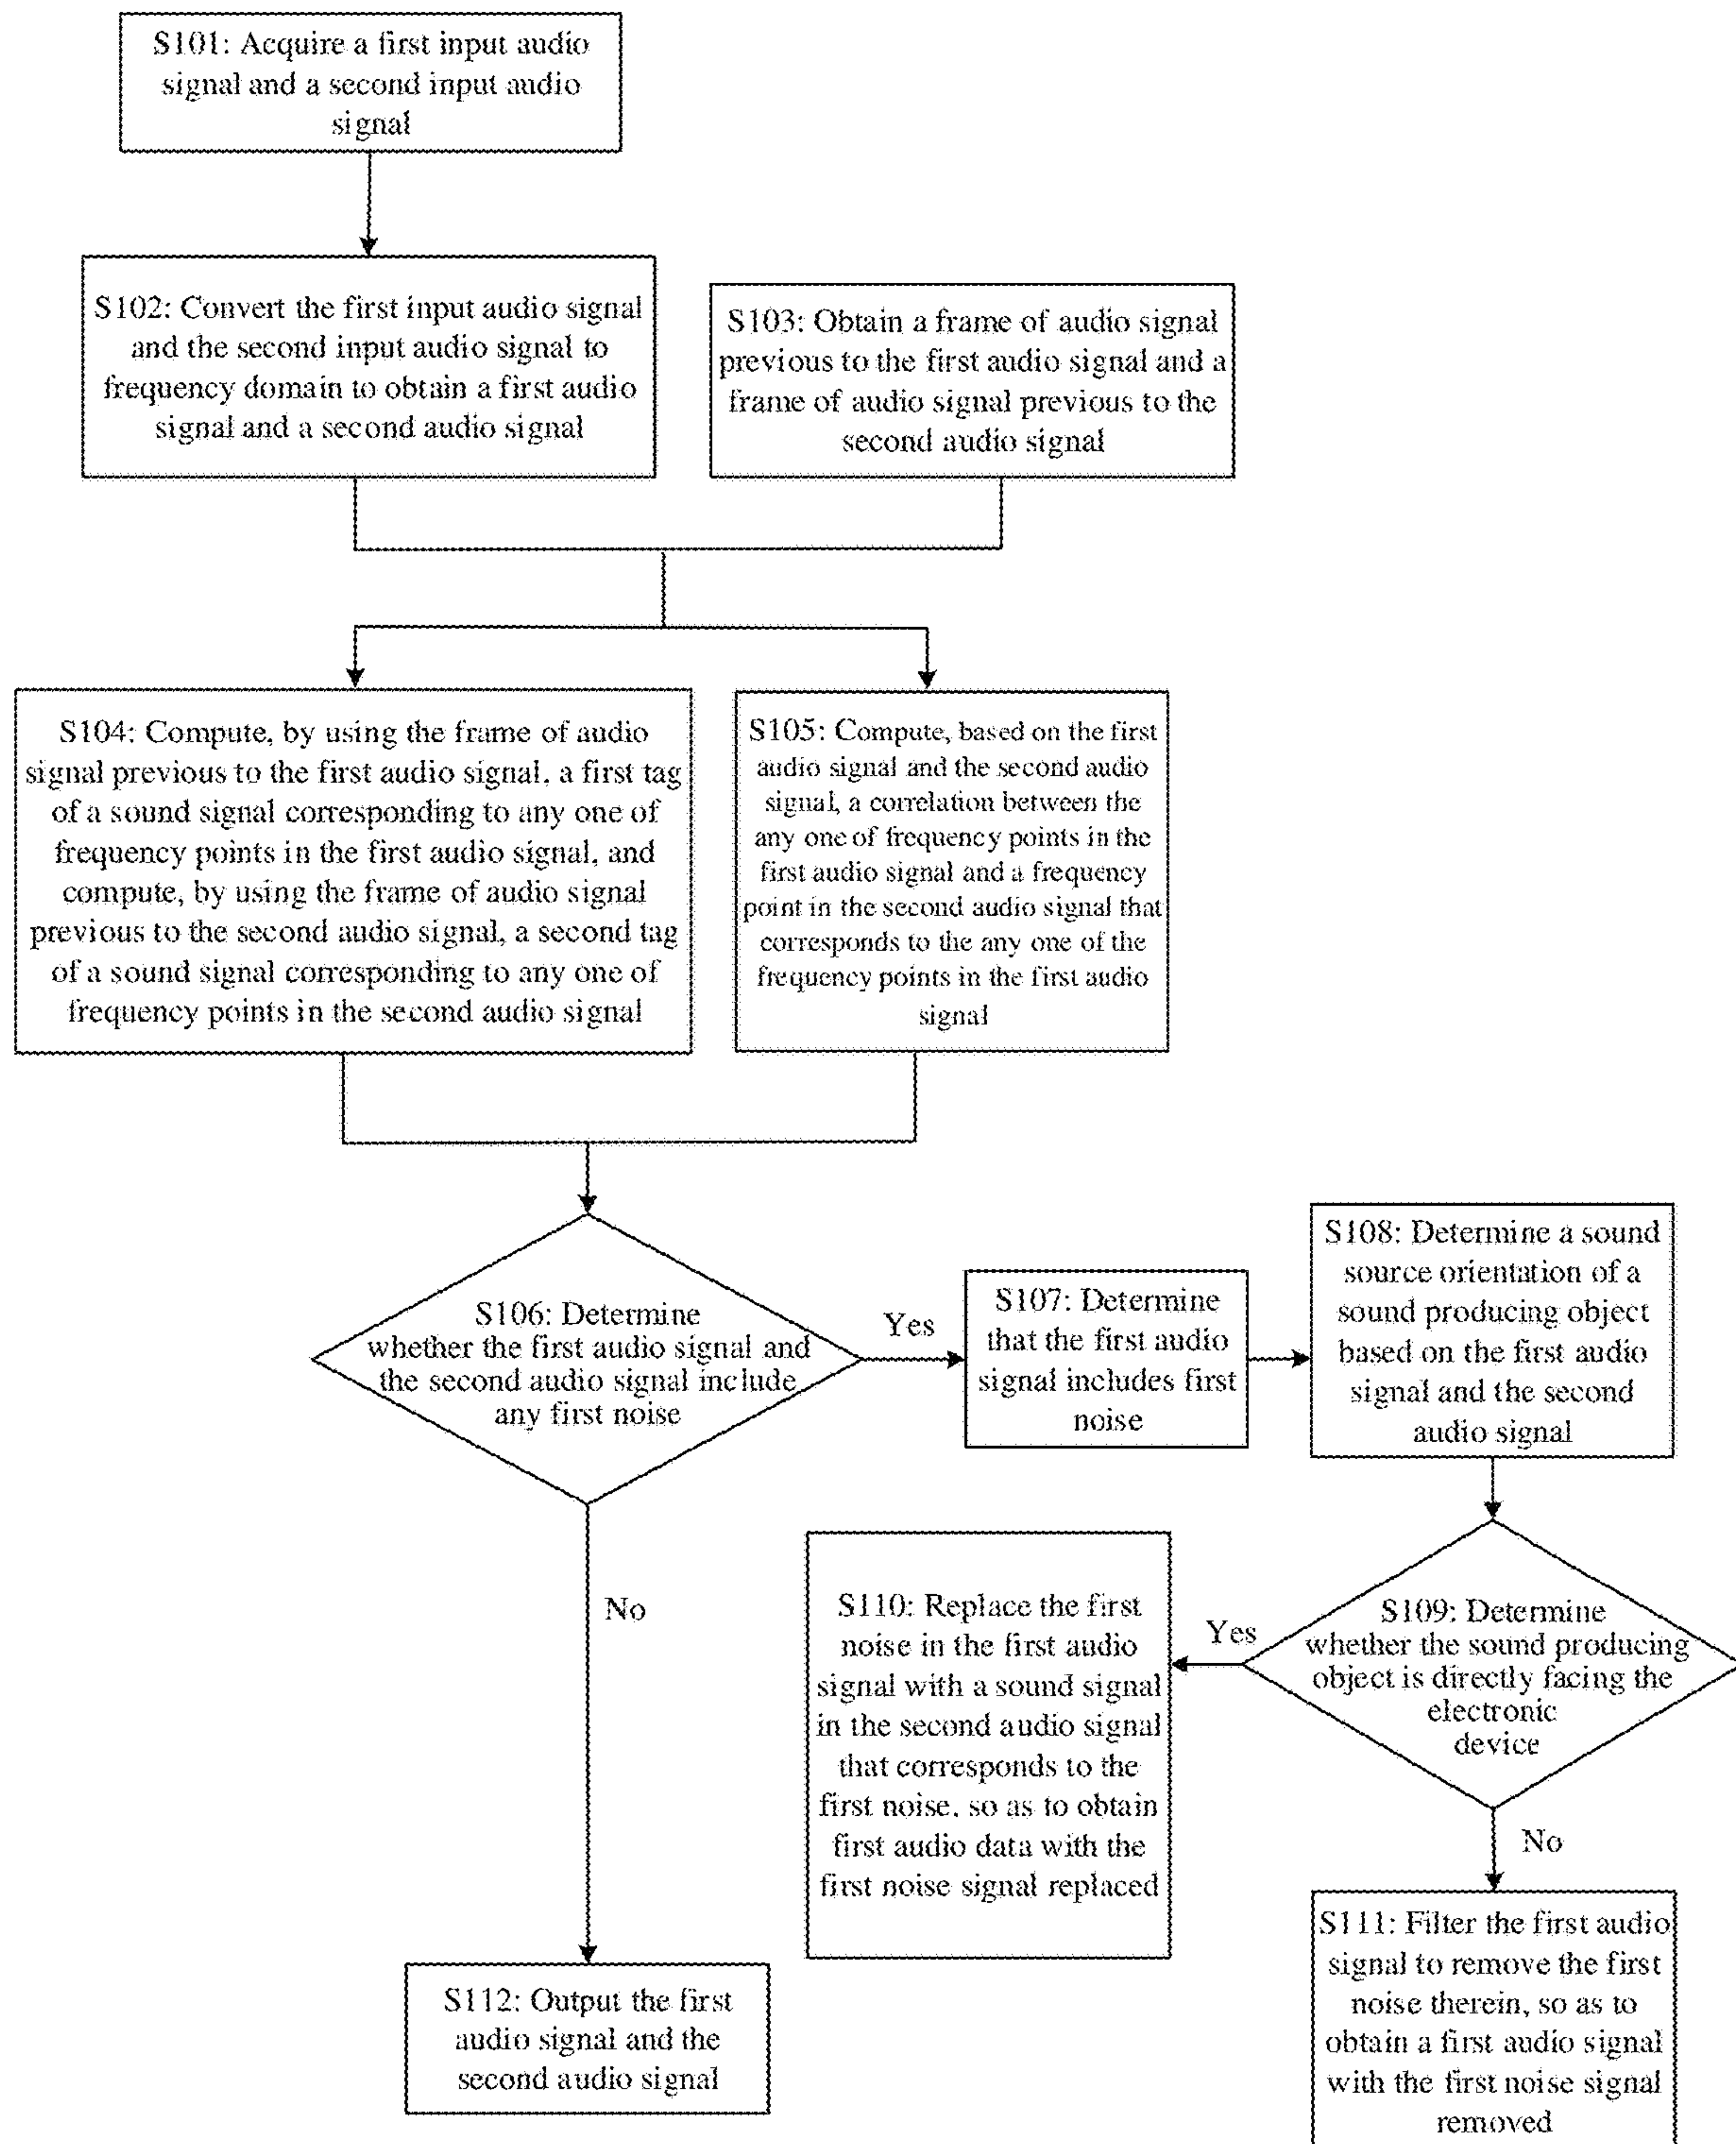 S101: Acquire a first input audio
signal and a second input audio
signal
S102: Convert the first input audio signal
and the second input audio signal to
frequency domain to obtain a first audio
signal and a second audio signal
S103: Obtain a frame of audio signal
previous to the first audio signal and a
frame of audio signal previous to the
second audio signal
S104: Compute, by using the frame of audio
signal previous to the first audio signal, a first tag
of a sound signal corresponding to any one of
frequency points in the first audio signal, and
compute, by using the frame of audio signal
previous to the second audio signal, a second tag
of a sound signal corresponding to any one of
frequency points in the second audio signal
S105: Compute, based on the first
audio signal and the second audio
signal, a correlation between the
any one of frequency points in the
first audio signal and a frequency
point in the second audio signal that
corresponds to the any one of the
frequency points in the first audio
signal
S106: Determine
whether the first audio signal and
the second audio signal include
any first noise
Yes
S107: Determine
that the first audio
signal includes first
noise
S108: Determine a sound
source orientation of a
sound producing object
based on the first audio
signal and the second
audio signal
S109: Determine
whether the sound producing
object is directly facing the
electronic
device
Yes
S110: Replace the first
noise in the first audio
signal with a sound signal
in the second audio signal
that corresponds to the
first noise, so as to obtain
first audio data with the
first noise signal replaced
No
S111: Filter the first audio
signal to remove the first
noise therein, so as to
obtain a first audio signal
with the first noise signal
removed
No
S112: Output the first
audio signal and the
second audio signal